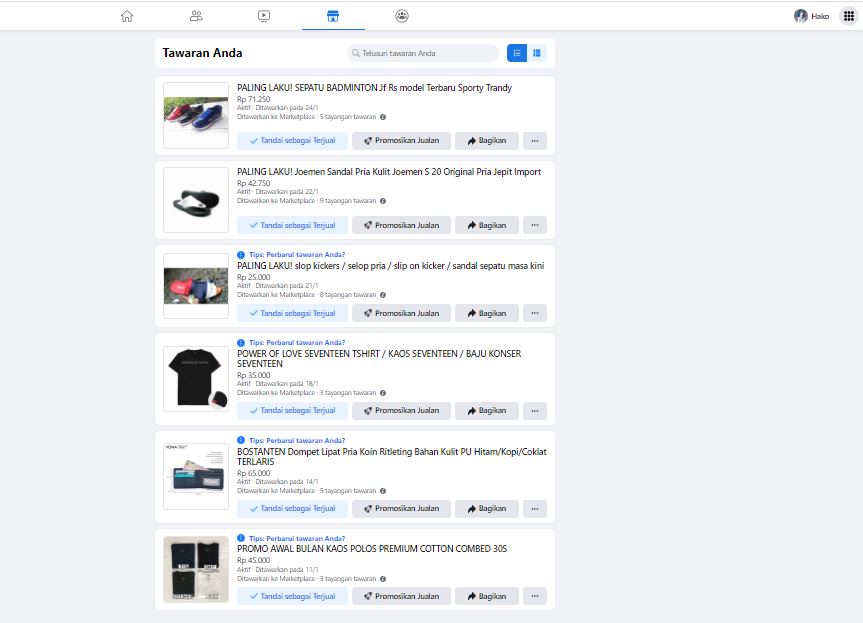 Hako
Tawaran Anda
Telusuri tawaran Anda
PALING LAKU! SEPATU BADMINTON Jf Rs model Terbaru Sporty Trandy
Rp 71.250
Aktif · Ditawarkan pada 24/1
Ditawarkan ke Marketplace · 5 tayangan tawaran
Tandai sebagai Terjual Promosikan Jualan Bagikan ...
PALING LAKU! Joemen Sandal Pria Kulit Joemen S 20 Original Pria Jepit Import
Rp 42.750
Aktif · Ditawarkan pada 22/1
Ditawarkan ke Marketplace · 9 tayangan tawaran
Tandai sebagai Terjual Promosikan Jualan Bagikan ...
Tips: Perbarui tawaran Anda?
PALING LAKU! slop kickers / selop pria / slip on kicker / sandal sepatu masa kini
Rp 25.000
Aktif · Ditawarkan pada 21/1
Ditawarkan ke Marketplace · 8 tayangan tawaran
Tandai sebagai Terjual Promosikan Jualan Bagikan ...
Tips: Perbarui tawaran Anda?
POWER OF LOVE SEVENTEEN TSHIRT / KAOS SEVENTEEN / BAJU KONSER
SEVENTEEN
Rp 35.000
Aktif · Ditawarkan pada 18/1
Ditawarkan ke Marketplace · 3 tayangan tawaran
Tandai sebagai Terjual Promosikan Jualan Bagikan ...
Tips: Perbarui tawaran Anda?
BOSTANTEN Dompet Lipat Pria Koin Ritleting Bahan Kulit PU Hitam/Kopi/Coklat
TERLARIS
Rp 65.000
Aktif · Ditawarkan pada 14/1
Ditawarkan ke Marketplace · 5 tayangan tawaran
Tandai sebagai Terjual Promosikan Jualan Bagikan ...
Tips: Perbarui tawaran Anda?
PROMO AWAL BULAN KAOS POLOS PREMIUM COTTON COMBED 30S
Rp 45.000
Aktif · Ditawarkan pada 11/1
Ditawarkan ke Marketplace · 3 tayangan tawaran
Tandai sebagai Terjual Promosikan Jualan Bagikan ...